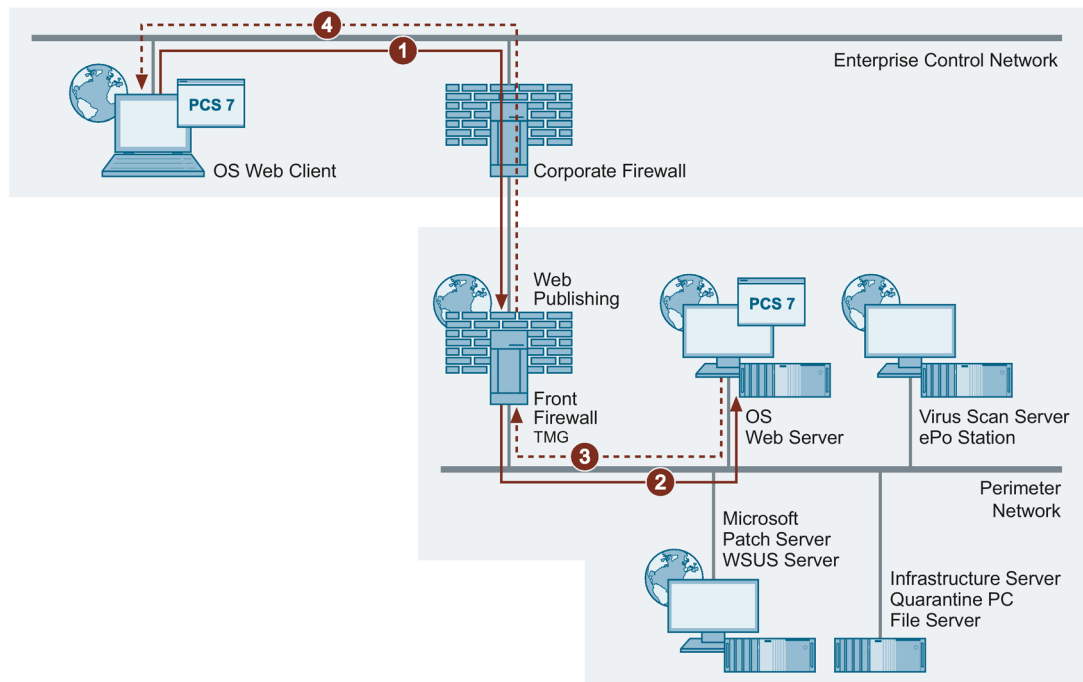 4
1
Enterprise Control Network
PCS 7
OS Web Client
Corporate Firewall
Web
Publishing
PCS 7
Front
Firewall
TMG
OS
Web Server
Virus Scan Server
ePo Station
3
2
Perimeter
Network
Microsoft
Patch Server
WSUS Server
Infrastructure Server
Quarantine PC
File Server